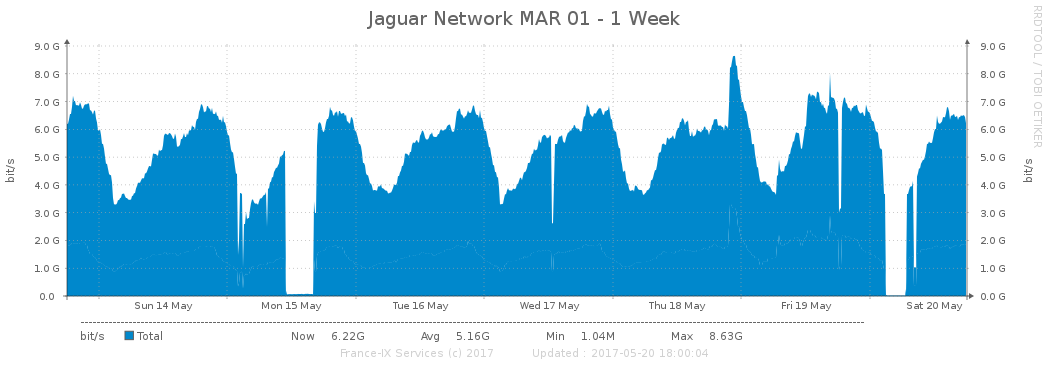 Jaguar Network MAR 01 - 1 Week
RRDTOOL / TOBI OETIKER
bit/s
9.0 G
8.0 G
7.0 G
6.0 G
5.0 G
4.0 G
3.0 G
2.0 G
1.0 G
0.0
9.0 G
8.0 G
7.0 G
6.0 G
5.0 G
4.0 G
3.0 G
2.0 G
1.0 G
0.0 G
bit/s
Sun 14 May Mon 15 May Tue 16 May Wed 17 May Thu 18 May Fri 19 May Sat 20 May
bit/s Total Now 6.22G Avg 5.16G Min 1.04M Max 8.63G
France-IX Services (c) 2017 Updated : 2017-05-20 18:00:04